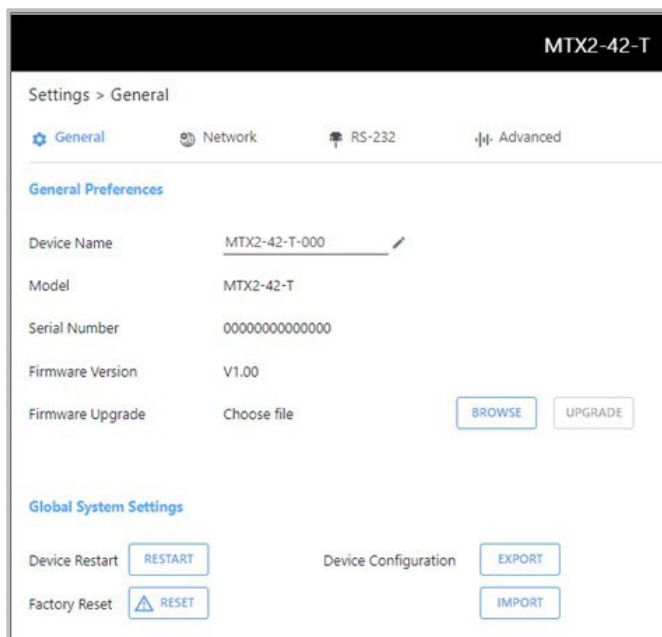 MTX2-42-T
Settings > General
General Network RS-232 Advanced
General Preferences
Device Name MTX2-42-T-000
Model MTX2-42-T
Serial Number 00000000000000
Firmware Version V1.00
Firmware Upgrade Choose file BROWSE UPGRADE
Global System Settings
Device Restart RESTART Device Configuration EXPORT
Factory Reset RESET IMPORT